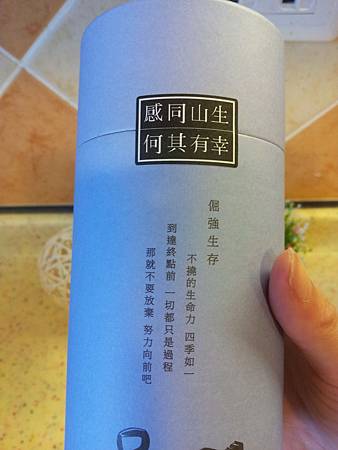 感同山生
何其有幸
倔強生存
不撓的生命力 四季如一
到達終點前 一切都只是過程
那就不要放棄 努力向前吧